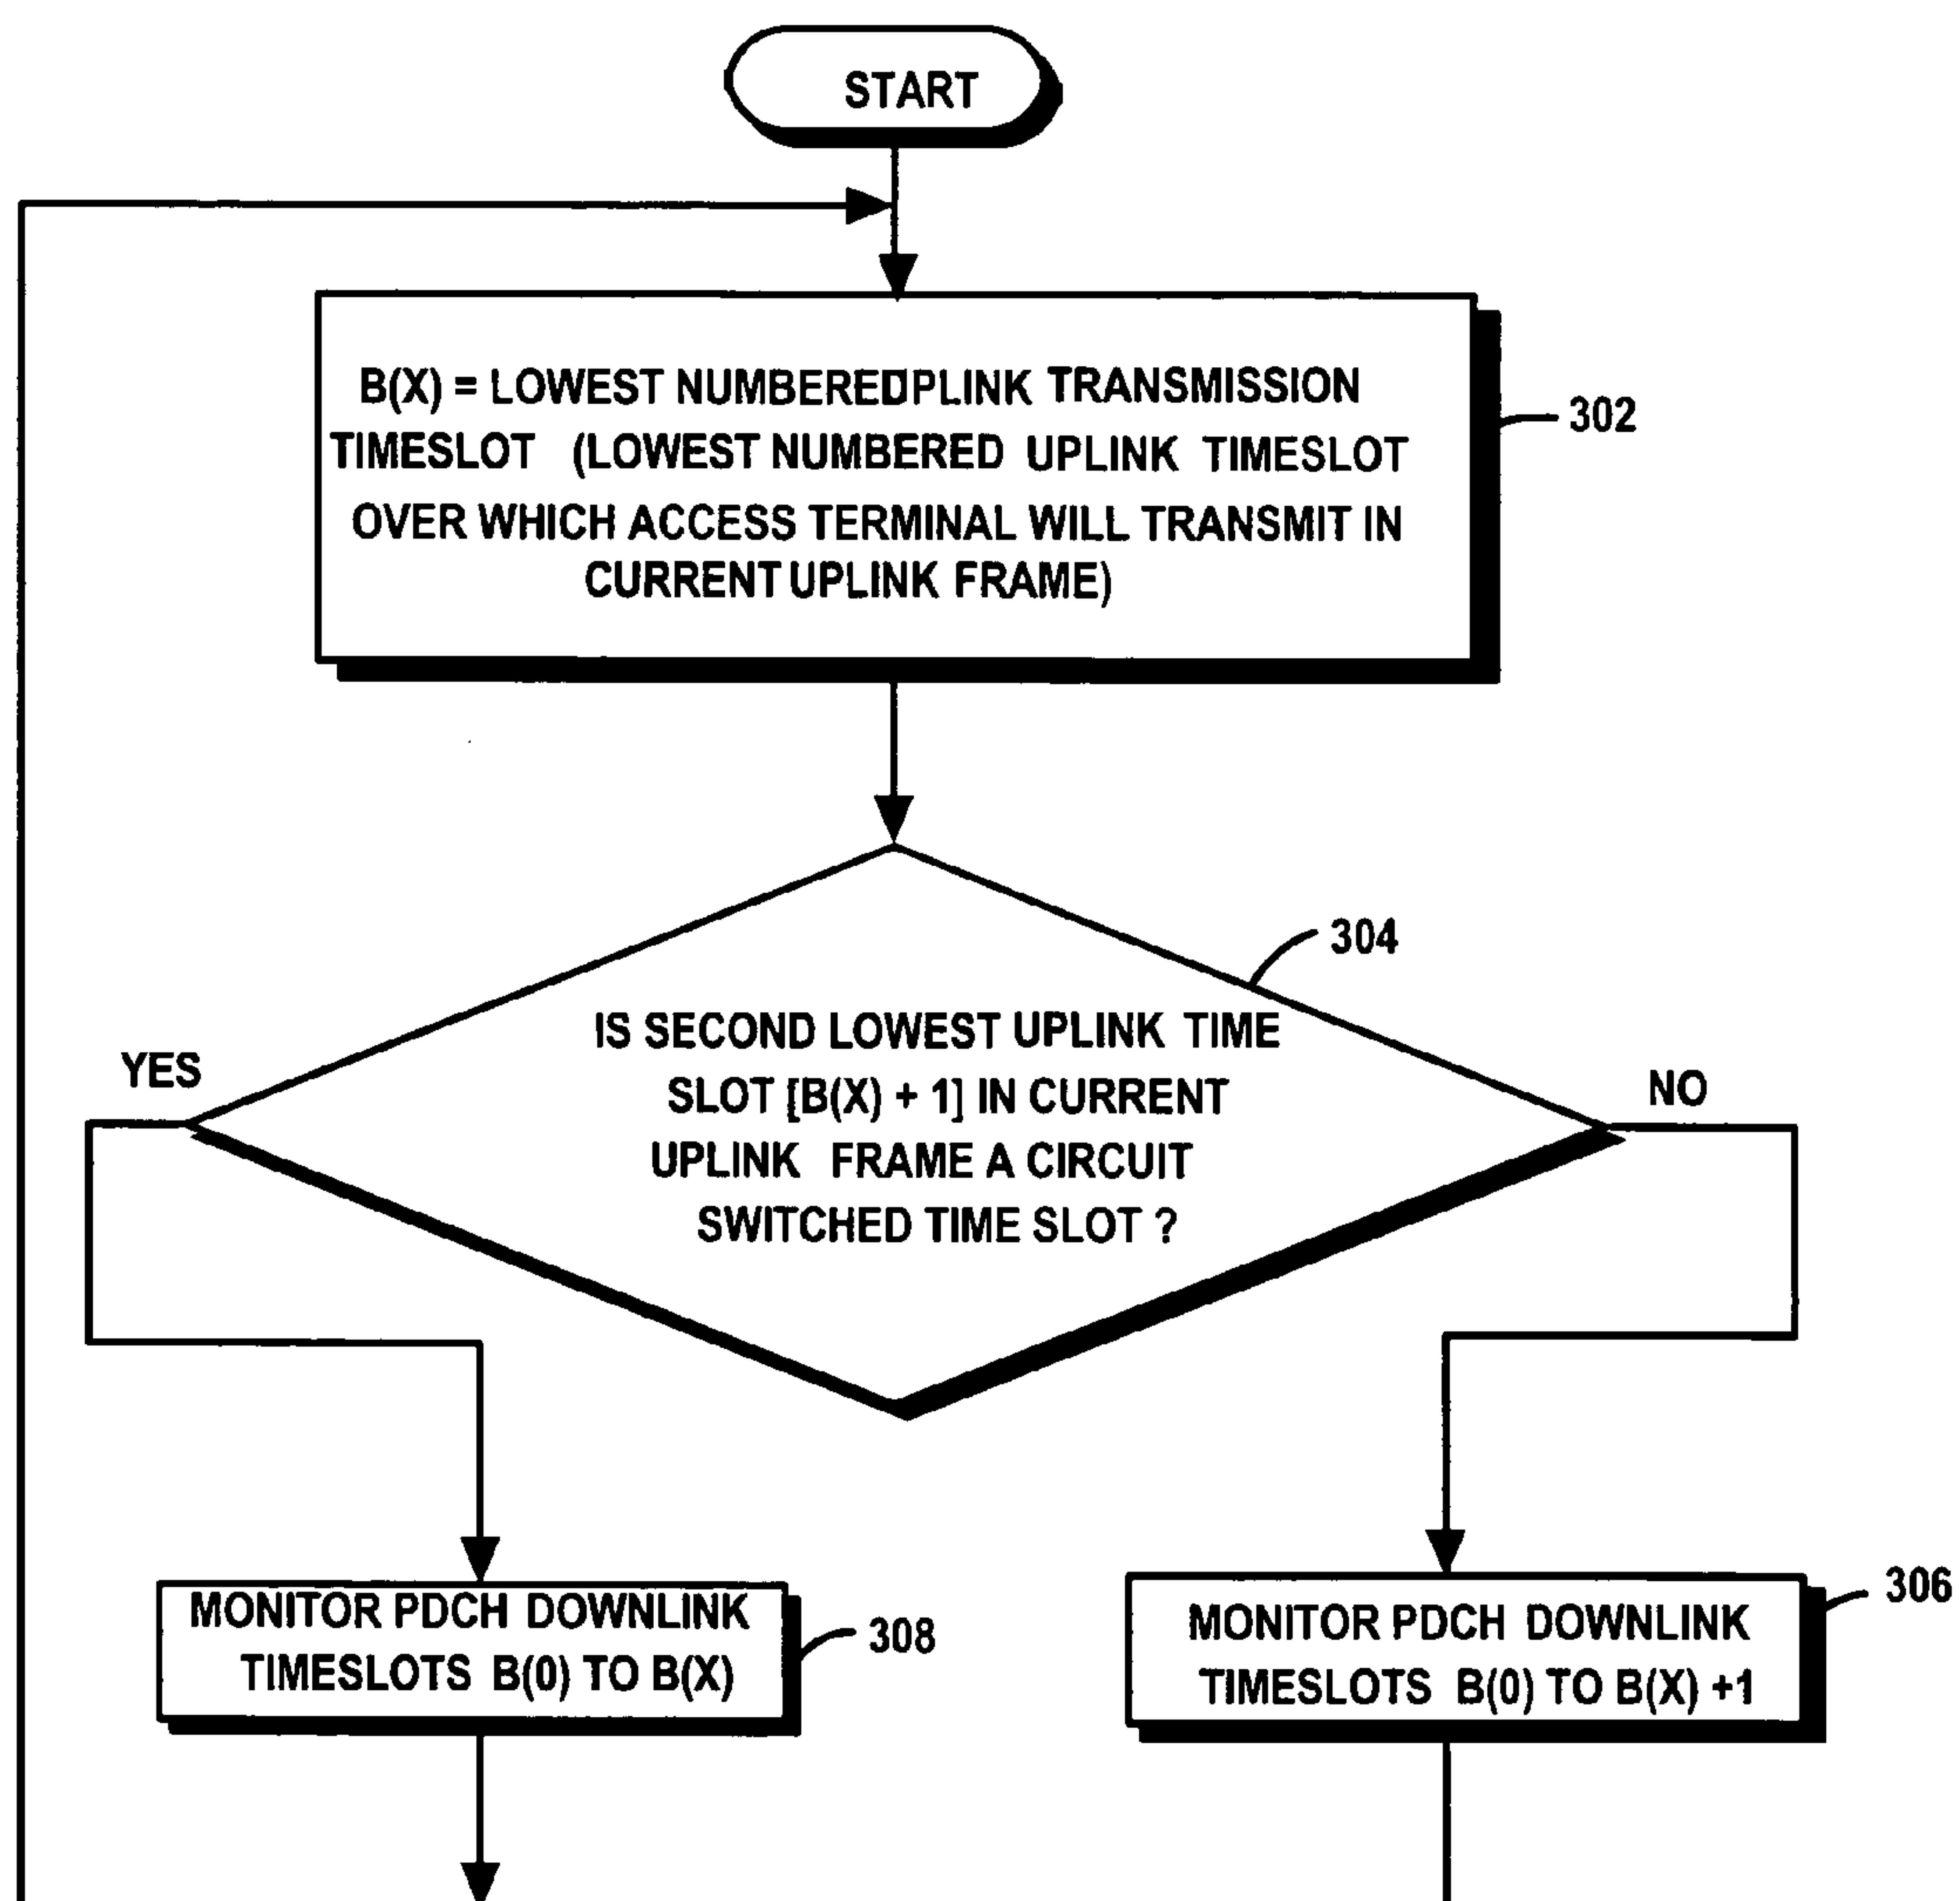 START
B(X) = LOWEST NUMBEREDPLINK TRANSMISSION
TIMESLOT (LOWEST NUMBERED UPLINK TIMESLOT
OVER WHICH ACCESS TERMINAL WILL TRANSMIT IN
CURRENT UPLINK FRAME)
302
304
IS SECOND LOWEST UPLINK TIME
SLOT [B(X) + 1] IN CURRENT
UPLINK FRAME A CIRCUIT
SWITCHED TIME SLOT ?
YES
NO
MONITOR PDCH DOWNLINK
TIMESLOTS B(0) TO B(X)
308
MONITOR PDCH DOWNLINK
TIMESLOTS B(0) TO B(X) +1
306